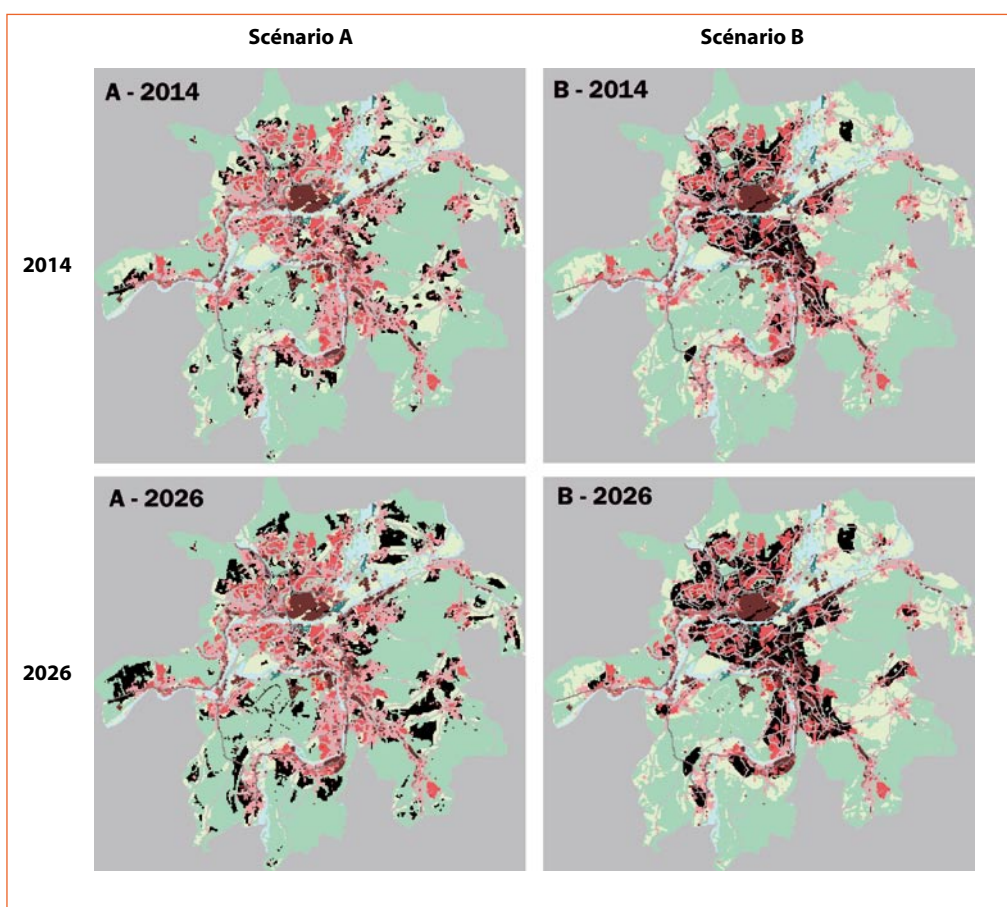 Scénario A
Scénario B
2014
A - 2014
B - 2014
2026
A - 2026
B - 2026